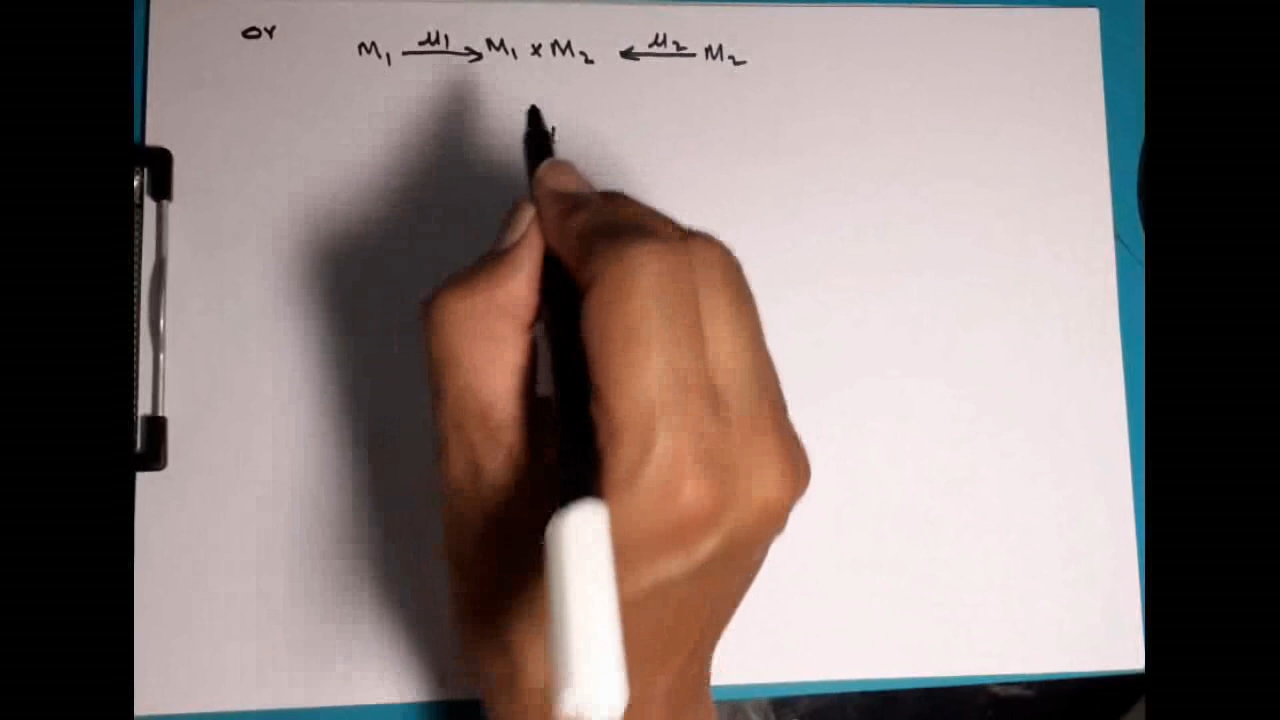 or
M₁ --μ₁--> M₁ × M₂ <--μ₂-- M₂